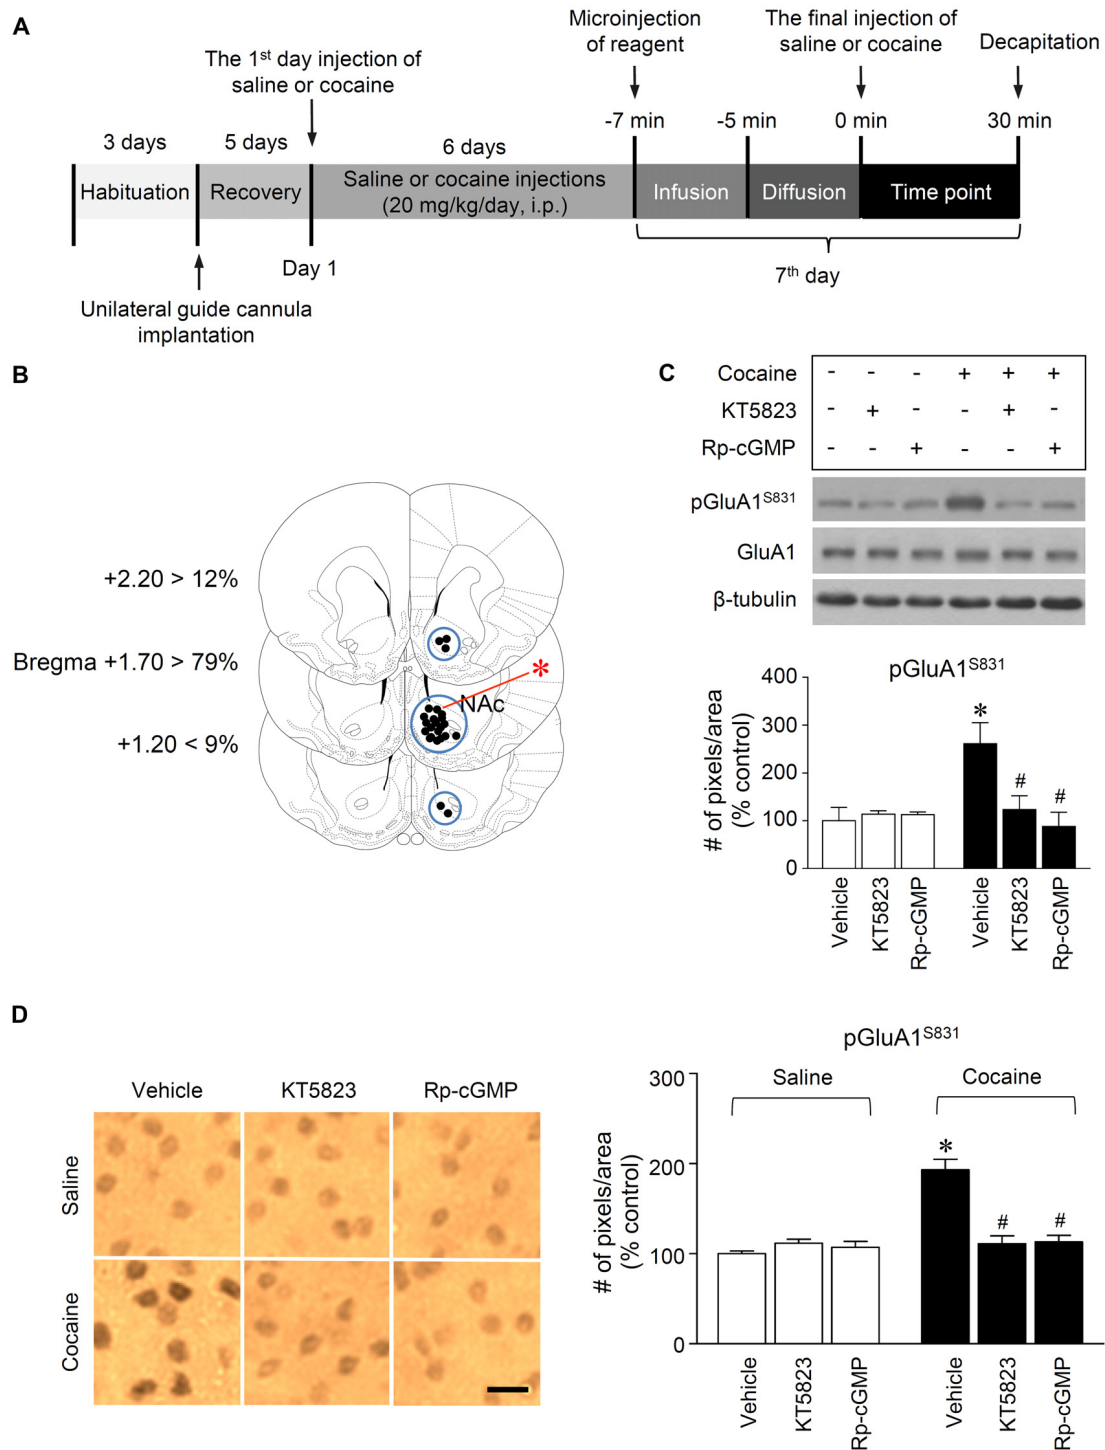 A
The 1st day injection of
saline or cocaine
Microinjection
of reagent
The final injection of
saline or cocaine
Decapitation
3 days
5 days
6 days
-7 min
-5 min
0 min
30 min
Habituation
Recovery
Saline or cocaine injections
(20 mg/kg/day, i.p.)
Infusion
Diffusion
Time point
Day 1
7th day
Unilateral guide cannula
implantation
B
+2.20 > 12%
Bregma +1.70 > 79%
+1.20 < 9%
*
NAc
C
Cocaine - - - + + +
KT5823 - + - - + -
Rp-cGMP - - + - - +
pGluA1S831
GluA1
β-tubulin
pGluA1S831
# of pixels/area
(% control)
400
300
200
100
0
*
#
#
Vehicle
KT5823
Rp-cGMP
Vehicle
KT5823
Rp-cGMP
D
Vehicle KT5823 Rp-cGMP
Saline
Cocaine
pGluA1S831
# of pixels/area
(% control)
300
200
100
0
Saline
Cocaine
*
#
#
Vehicle
KT5823
Rp-cGMP
Vehicle
KT5823
Rp-cGMP